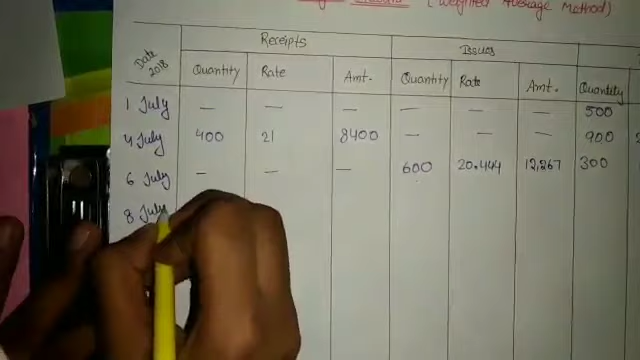 (Weighted Average Method)
Date 2018 Receipts Issues
Quantity Rate Amt. Quantity Rate Amt. Quantity
1 July — — — — — — 500
4 July 400 21 8400 — — — 900
6 July — — — 600 20.444 12,267 300
8 July